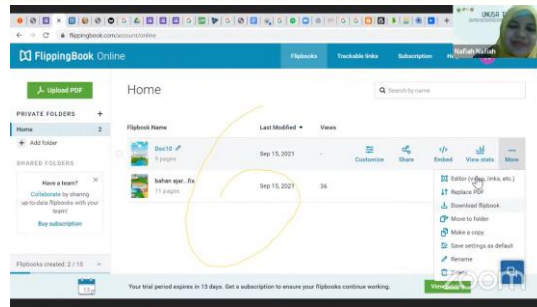 UNUSA
flippingbook.com/account/online
Nafiah Nafiah
FlippingBook Online
Flipbooks Trackable links Subscription
Upload PDF
Home
Search by name
PRIVATE FOLDERS +
Home 2
Flipbook Name Last Modified Views
+ Add folder
Doc10
9 pages
Sep 15, 2021 -
Customize Share Embed View stats More
SHARED FOLDERS
Have a team?
Collaborate by sharing
up-to-date flipbooks with your
team!
Buy subscription
bahan ajar_fix
11 pages
Sep 15, 2021 36
Editor (video, links, etc.)
Replace PDF
Download flipbook
Move to folder
Make a copy
Save settings as default
Rename
Flipbooks created: 2 / 10
Your trial period expires in 13 days. Get a subscription to ensure your flipbooks continue working.
zoom